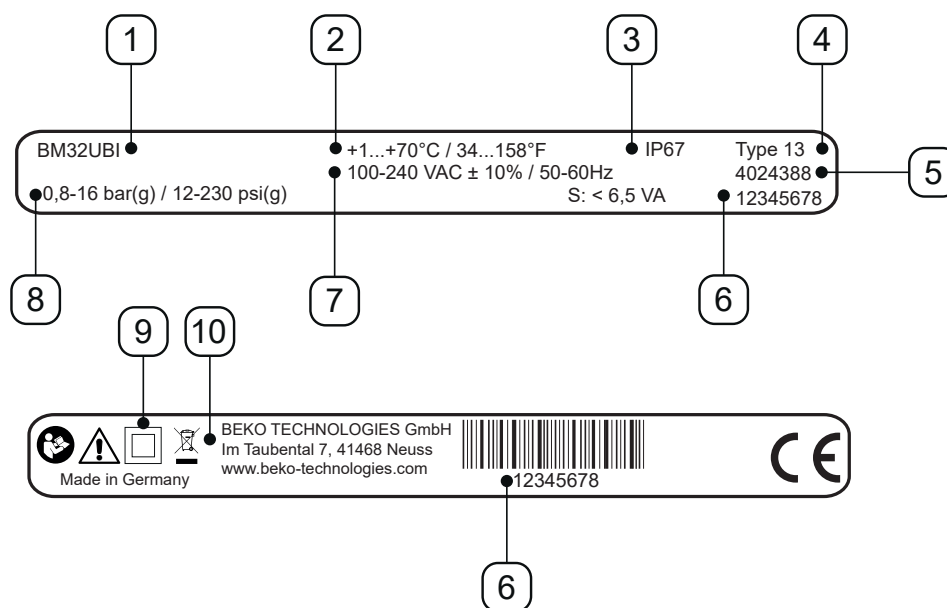 1 2 3 4
BM32UBI +1...+70°C / 34...158°F IP67 Type 13
100-240 VAC ± 10% / 50-60Hz 4024388 5
0,8-16 bar(g) / 12-230 psi(g) S: < 6,5 VA 12345678
8 7 6
9 10
BEKO TECHNOLOGIES GmbH
Im Taubental 7, 41468 Neuss
www.beko-technologies.com
Made in Germany
12345678
CE
6